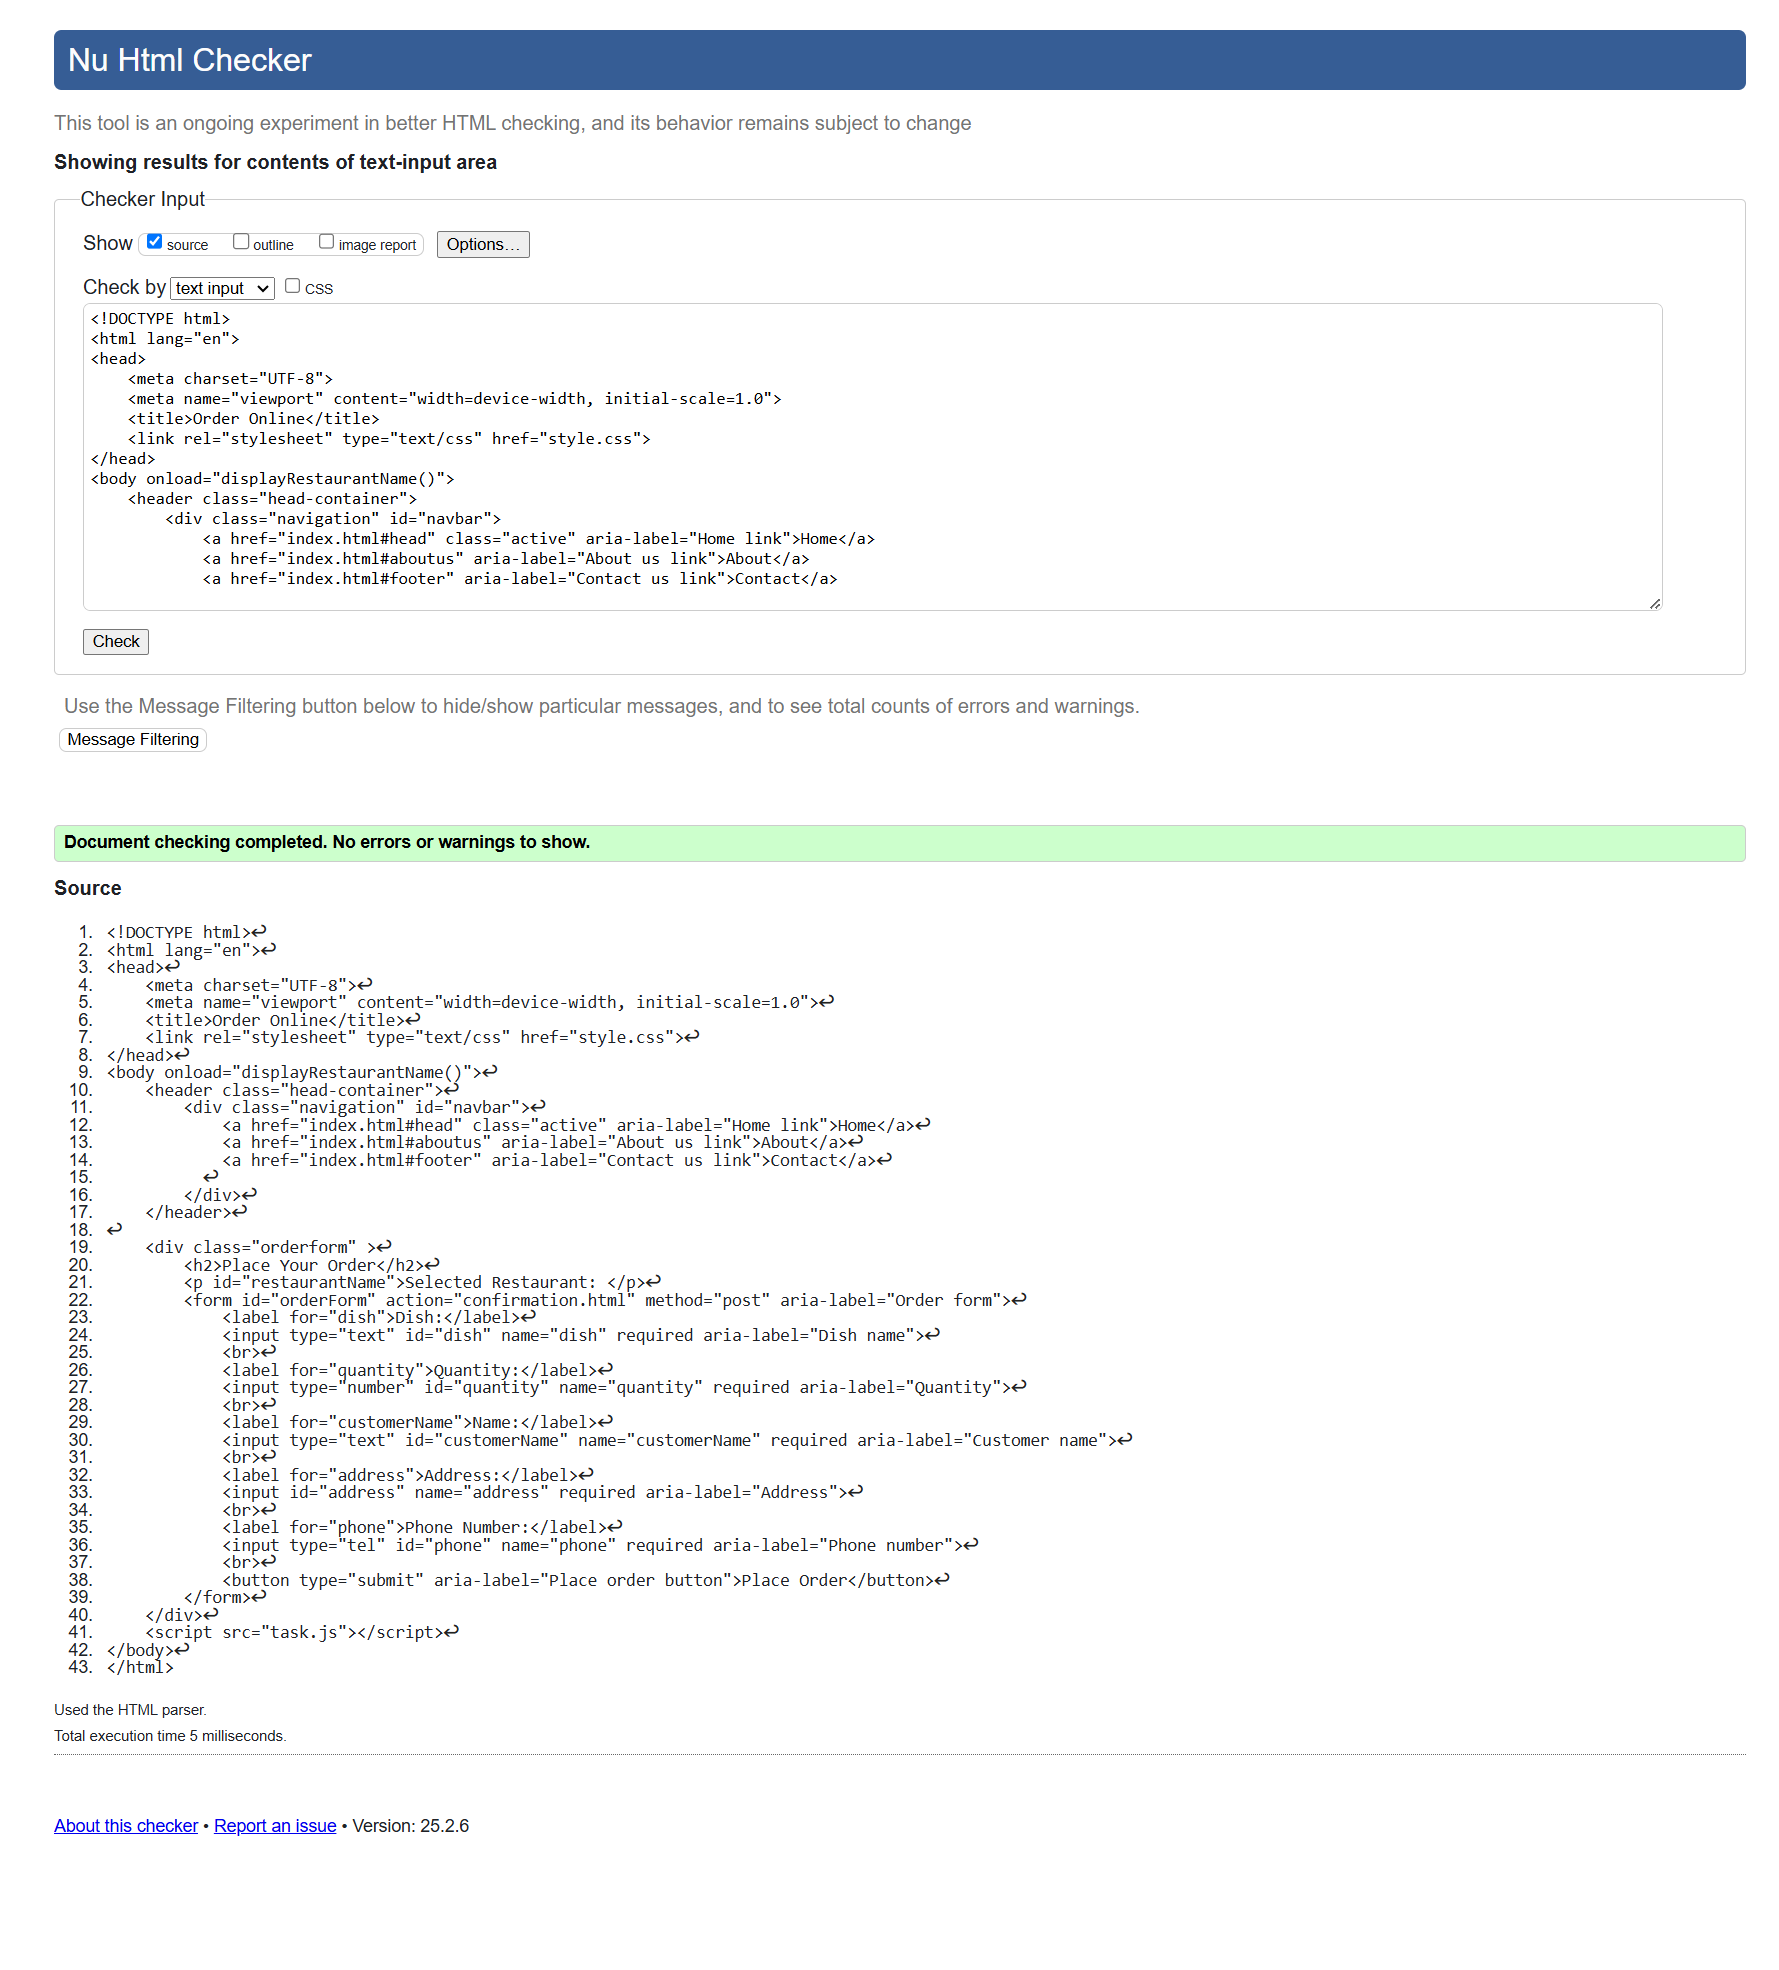 Nu Html Checker
This tool is an ongoing experiment in better HTML checking, and its behavior remains subject to change
Showing results for contents of text-input area
Checker Input
Show source outline image report Options…
Check by text input CSS
<!DOCTYPE html>
<html lang="en">
<head>
    <meta charset="UTF-8">
    <meta name="viewport" content="width=device-width, initial-scale=1.0">
    <title>Order Online</title>
    <link rel="stylesheet" type="text/css" href="style.css">
</head>
<body onload="displayRestaurantName()">
    <header class="head-container">
        <div class="navigation" id="navbar">
            <a href="index.html#head" class="active" aria-label="Home link">Home</a>
            <a href="index.html#aboutus" aria-label="About us link">About</a>
            <a href="index.html#footer" aria-label="Contact us link">Contact</a>
Check
Use the Message Filtering button below to hide/show particular messages, and to see total counts of errors and warnings.
Message Filtering
Document checking completed. No errors or warnings to show.
Source
1. <!DOCTYPE html>↩
2. <html lang="en">↩
3. <head>↩
4.     <meta charset="UTF-8">↩
5.     <meta name="viewport" content="width=device-width, initial-scale=1.0">↩
6.     <title>Order Online</title>↩
7.     <link rel="stylesheet" type="text/css" href="style.css">↩
8. </head>↩
9. <body onload="displayRestaurantName()">↩
10.     <header class="head-container">↩
11.         <div class="navigation" id="navbar">↩
12.             <a href="index.html#head" class="active" aria-label="Home link">Home</a>↩
13.             <a href="index.html#aboutus" aria-label="About us link">About</a>↩
14.             <a href="index.html#footer" aria-label="Contact us link">Contact</a>↩
15.           ↩
16.         </div>↩
17.     </header>↩
18. ↩
19.     <div class="orderform" >↩
20.         <h2>Place Your Order</h2>↩
21.         <p id="restaurantName">Selected Restaurant: </p>↩
22.         <form id="orderForm" action="confirmation.html" method="post" aria-label="Order form">↩
23.             <label for="dish">Dish:</label>↩
24.             <input type="text" id="dish" name="dish" required aria-label="Dish name">↩
25.             <br>↩
26.             <label for="quantity">Quantity:</label>↩
27.             <input type="number" id="quantity" name="quantity" required aria-label="Quantity">↩
28.             <br>↩
29.             <label for="customerName">Name:</label>↩
30.             <input type="text" id="customerName" name="customerName" required aria-label="Customer name">↩
31.             <br>↩
32.             <label for="address">Address:</label>↩
33.             <input id="address" name="address" required aria-label="Address">↩
34.             <br>↩
35.             <label for="phone">Phone Number:</label>↩
36.             <input type="tel" id="phone" name="phone" required aria-label="Phone number">↩
37.             <br>↩
38.             <button type="submit" aria-label="Place order button">Place Order</button>↩
39.         </form>↩
40.     </div>↩
41.     <script src="task.js"></script>↩
42. </body>↩
43. </html>
Used the HTML parser.
Total execution time 5 milliseconds.
About this checker • Report an issue • Version: 25.2.6